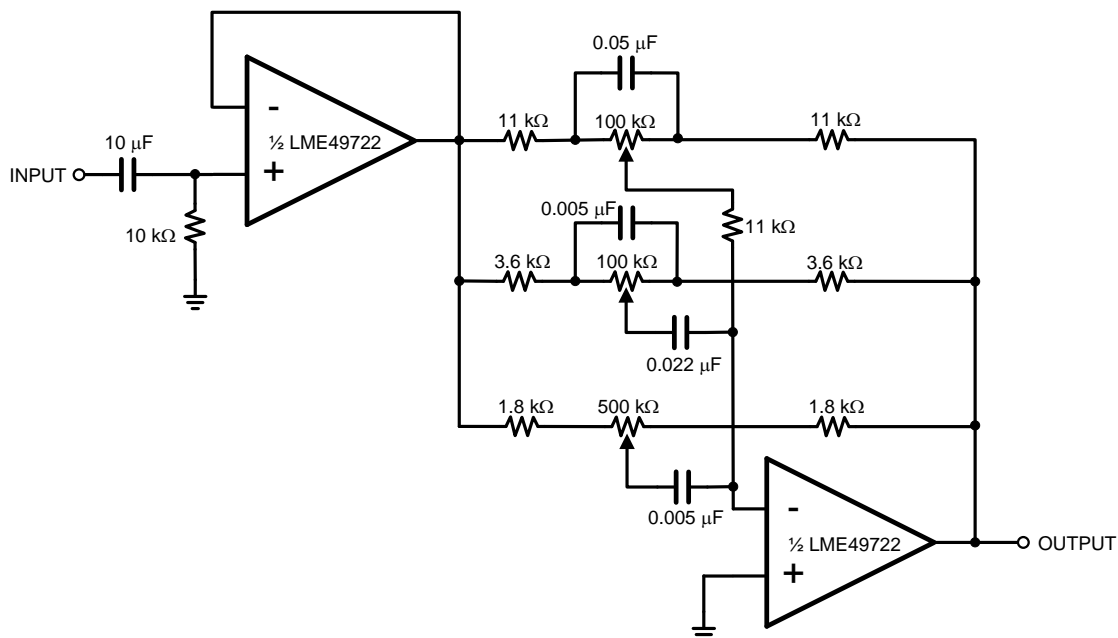 0.05 μF
11 kΩ
100 kΩ
11 kΩ
-
½ LME49722
+
10 μF
INPUT
10 kΩ
0.005 μF
11 kΩ
3.6 kΩ
100 kΩ
3.6 kΩ
0.022 μF
1.8 kΩ
500 kΩ
1.8 kΩ
0.005 μF
-
½ LME49722
+
OUTPUT